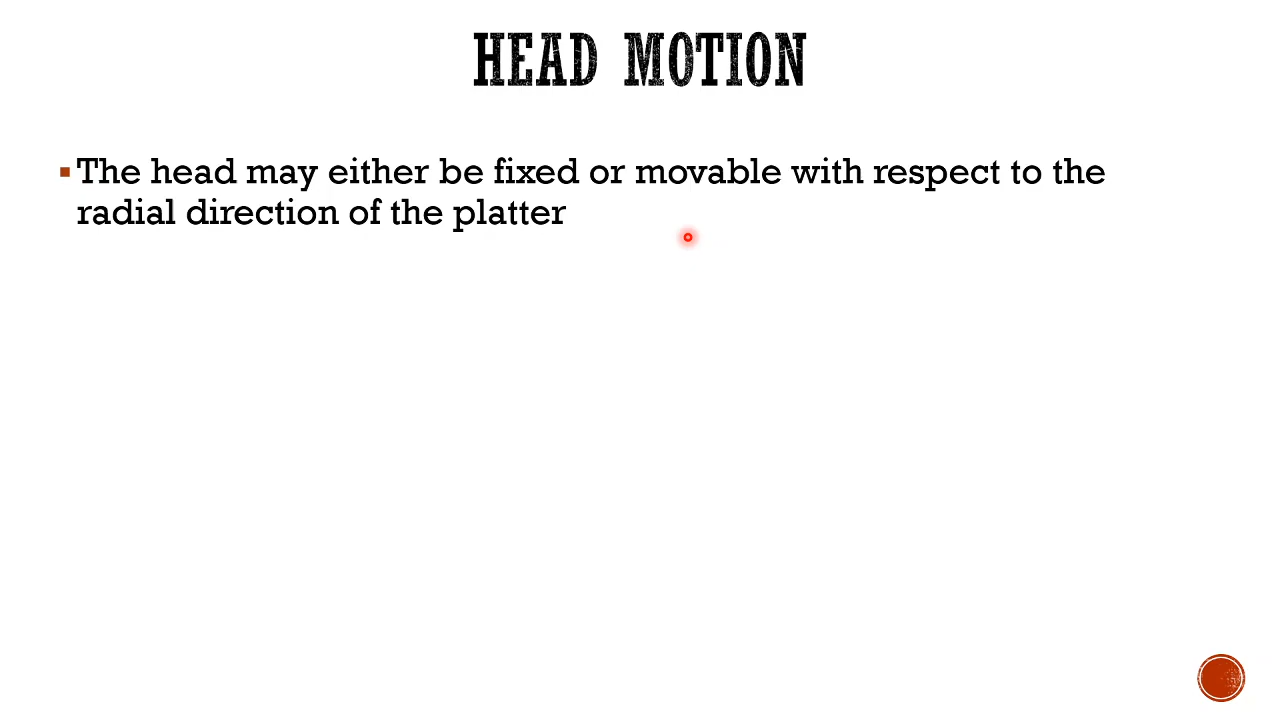 HEAD MOTION
▪The head may either be fixed or movable with respect to the
radial direction of the platter